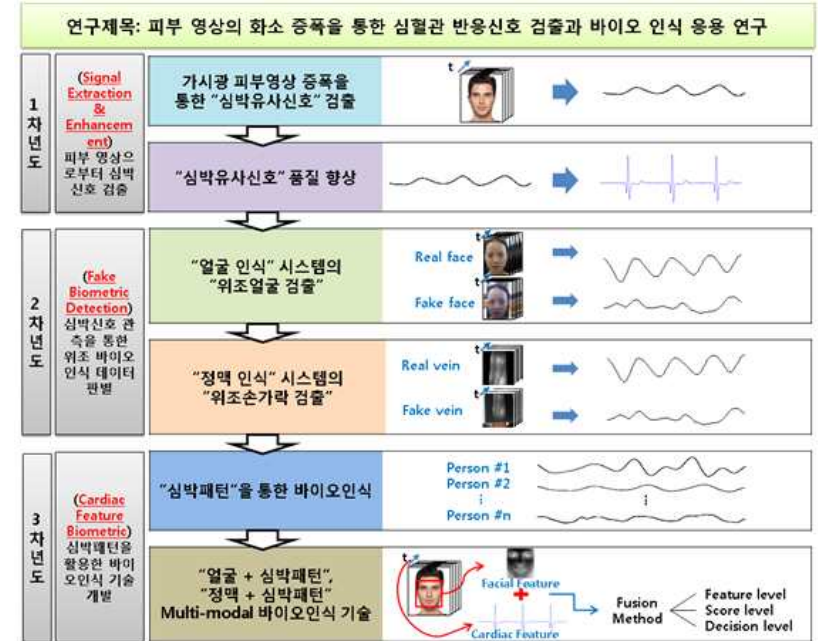 연구제목: 피부 영상의 화소 증폭을 통한 심혈관 반응신호 검출과 바이오 인식 응용 연구
1
차
년
도
(Signal
Extraction
&
Enhancem
ent)
피부 영상으
로부터 심박
신호 검출
가시광 피부영상 증폭을
통한 "심박유사신호" 검출
t
"심박유사신호" 품질 향상
2
차
년
도
(Fake
Biometric
Detection)
심박신호 관
측을 통한
위조 바이오
인식 데이터
판별
"얼굴 인식" 시스템의
"위조얼굴 검출"
Real face
t
Fake face
t
"정맥 인식" 시스템의
"위조손가락 검출"
Real vein
t
Fake vein
t
3
차
년
도
(Cardiac
Feature
Biometric)
심박패턴을
활용한 바이
오인식 기술
개발
"심박패턴"을 통한 바이오인식
Person #1
Person #2
⋮
Person #n
⋮
"얼굴 + 심박패턴",
"정맥 + 심박패턴"
Multi-modal 바이오인식 기술
t
Facial Feature
+
Cardiac Feature
Fusion
Method
Feature level
Score level
Decision level